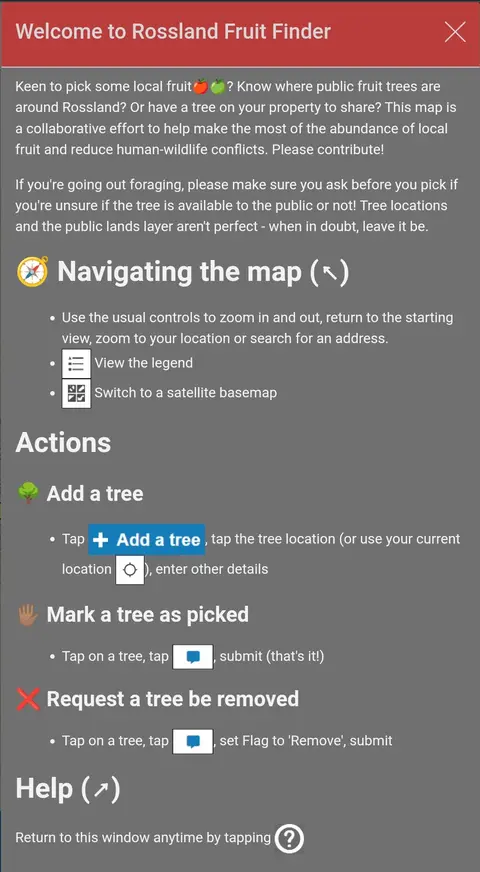 Welcome to Rossland Fruit Finder
Keen to pick some local fruit🍎🍏? Know where public fruit trees are
around Rossland? Or have a tree on your property to share? This map is
a collaborative effort to help make the most of the abundance of local
fruit and reduce human-wildlife conflicts. Please contribute!
If you're going out foraging, please make sure you ask before you pick if
you're unsure if the tree is available to the public or not! Tree locations
and the public lands layer aren't perfect - when in doubt, leave it be.
🧭 Navigating the map (↖)
• Use the usual controls to zoom in and out, return to the starting
view, zoom to your location or search for an address.
• View the legend
• Switch to a satellite basemap
Actions
🌳 Add a tree
• Tap + Add a tree, tap the tree location (or use your current
location ), enter other details
🖐🏽 Mark a tree as picked
• Tap on a tree, tap , submit (that's it!)
❌ Request a tree be removed
• Tap on a tree, tap , set Flag to 'Remove', submit
Help (↗)
Return to this window anytime by tapping ?